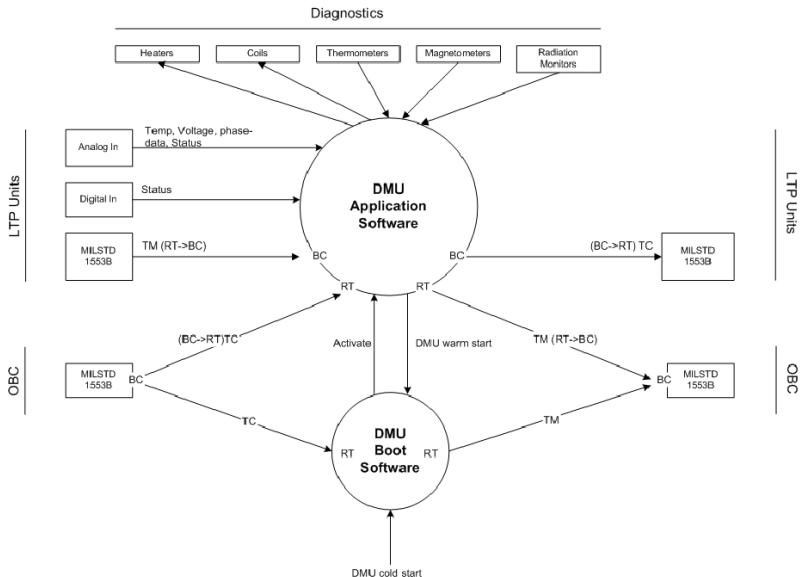 Diagnostics
Heaters
Coils
Thermometers
Magnetometers
Radiation
Monitors
LTP Units
Analog In
Temp, Voltage, phase-
data, Status
Digital In
Status
MILSTD
1553B
TM (RT->BC)
DMU
Application
Software
BC
BC
RT
RT
(BC->RT) TC
MILSTD
1553B
LTP Units
(BC->RT)TC
Activate
DMU warm start
TM (RT->BC)
OBC
MILSTD
1553B
BC
BC
MILSTD
1553B
OBC
TC
TM
DMU
Boot
Software
RT
RT
DMU cold start